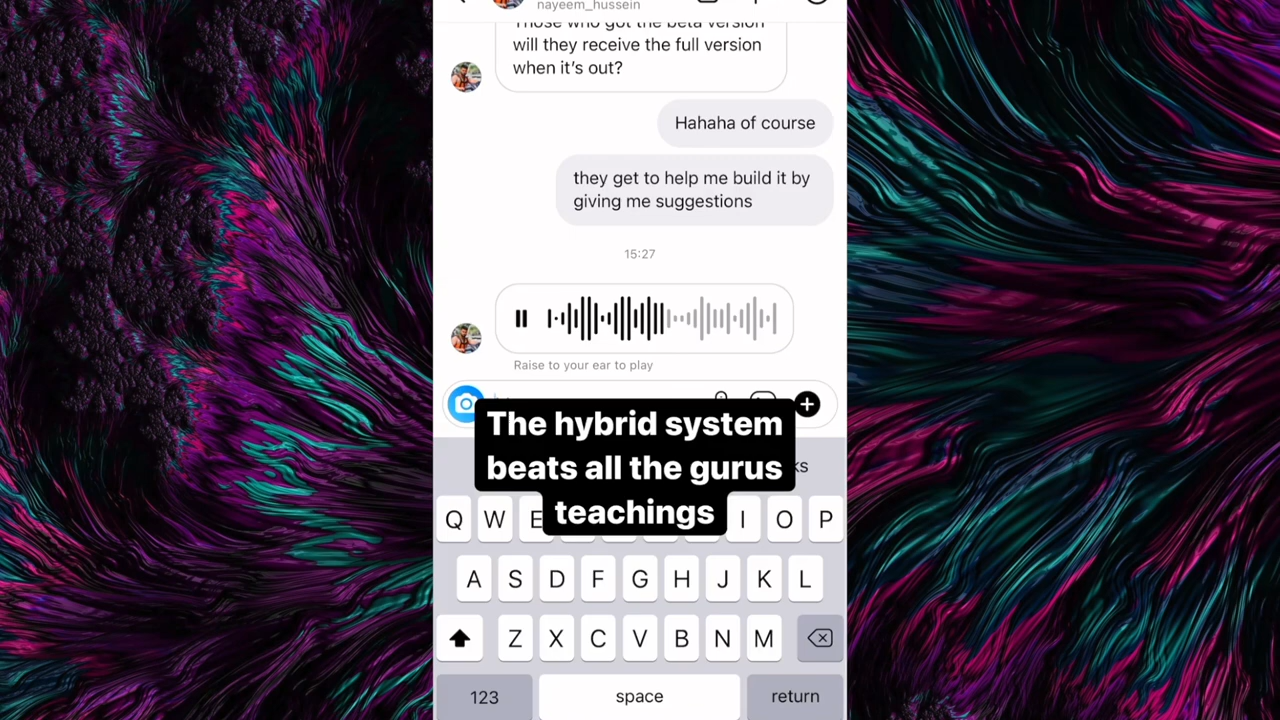 nayeem_hussein
Those who got the beta version
will they receive the full version
when it's out?
Hahaha of course
they get to help me build it by
giving me suggestions
15:27
Raise to your ear to play
The hybrid system
beats all the gurus
teachings
ks
Q W E I O P
A S D F G H J K L
Z X C V B N M
123 space return